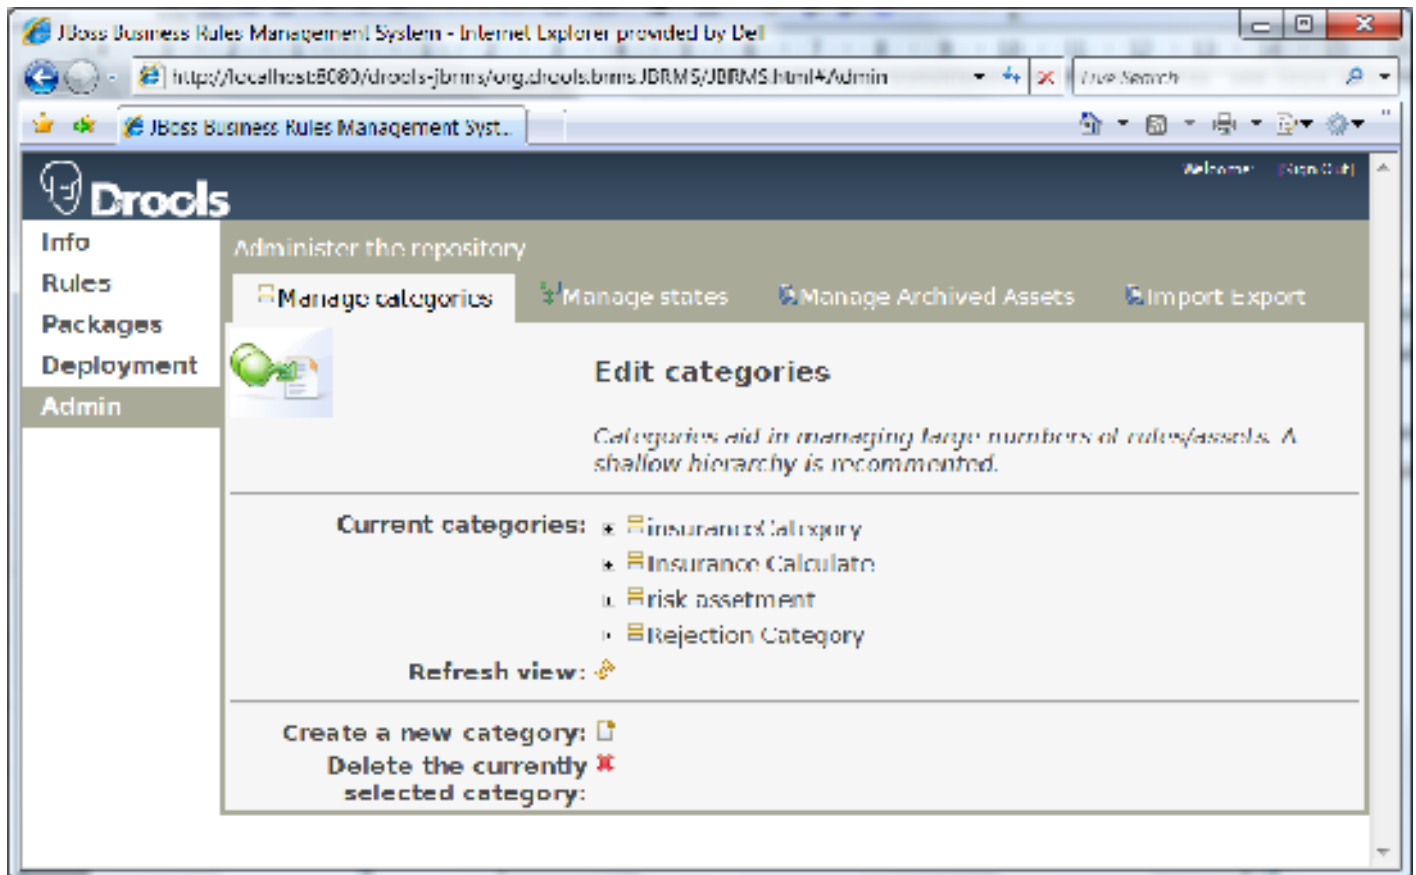 JBoss Business Rules Management System - Internet Explorer provided by Dell
http://localhost:8080/drools-jbrms/org.drools.brms.JBRMS/JBRMS.html#Admin
Live Search
JBoss Business Rules Management Syst...
Welcome: [Sign Out]
Drools
Info
Rules
Packages
Deployment
Admin
Administer the repository
Manage categories Manage states Manage Archived Assets Import Export
Edit categories
Categories aid in managing large numbers of rules/assets. A
shallow hierarchy is recommented.
Current categories:
insuranceCategory
Insurance Calculate
risk assetment
Rejection Category
Refresh view:
Create a new category:
Delete the currently
selected category: